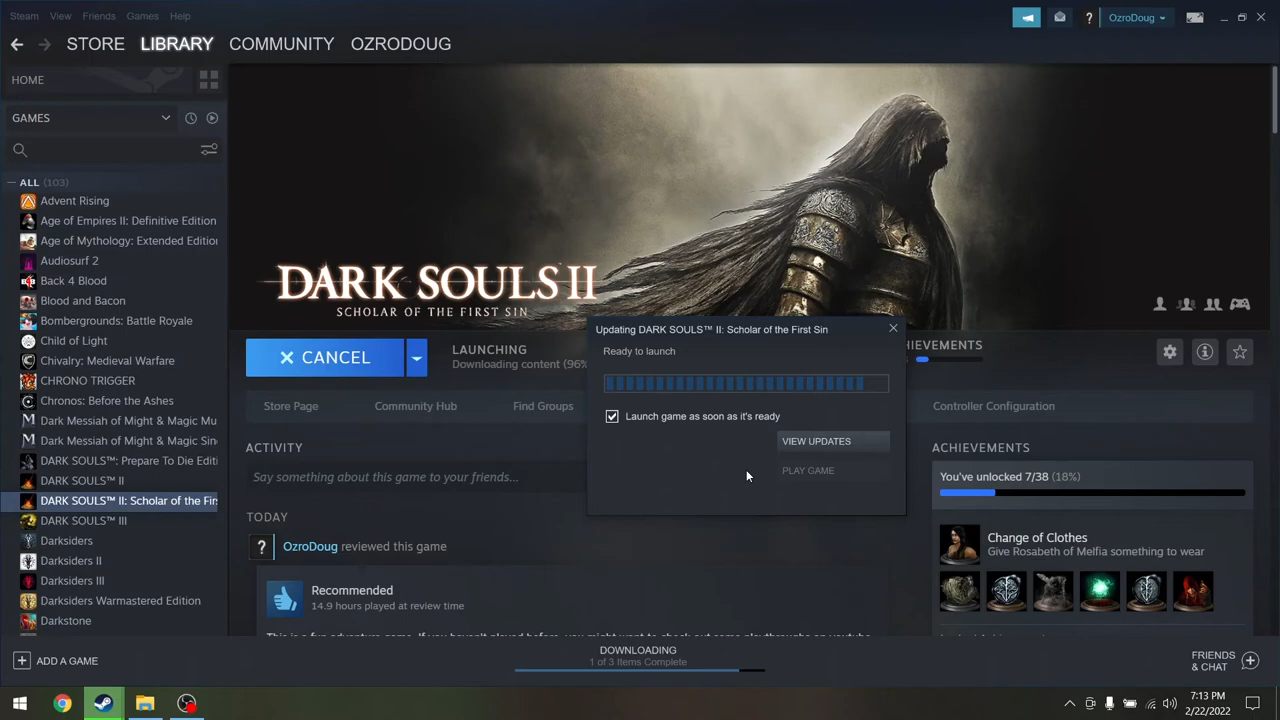 Steam View Friends Games Help
? OzroDoug
STORE LIBRARY COMMUNITY OZRODOUG
HOME
GAMES
ALL (103)
Advent Rising
Age of Empires II: Definitive Edition
Age of Mythology: Extended Edition
Audiosurf 2
Back 4 Blood
Blood and Bacon
Bombergrounds: Battle Royale
Child of Light
Chivalry: Medieval Warfare
CHRONO TRIGGER
Chronos: Before the Ashes
Dark Messiah of Might & Magic Mu
Dark Messiah of Might & Magic Sin
DARK SOULS™: Prepare To Die Edit
DARK SOULS™ II
DARK SOULS™ II: Scholar of the Firs
DARK SOULS™ III
Darksiders
Darksiders II
Darksiders III
Darksiders Warmastered Edition
Darkstone
DARK SOULS II
SCHOLAR OF THE FIRST SIN
CANCEL
LAUNCHING
Downloading content (96%
HIEVEMENTS
Updating DARK SOULS™ II: Scholar of the First Sin
Ready to launch
Launch game as soon as it's ready
VIEW UPDATES
PLAY GAME
Store Page Community Hub Find Groups Controller Configuration
ACTIVITY
Say something about this game to your friends...
TODAY
? OzroDoug reviewed this game
Recommended
14.9 hours played at review time
ACHIEVEMENTS
You've unlocked 7/38 (18%)
Change of Clothes
Give Rosabeth of Melfia something to wear
ADD A GAME
DOWNLOADING
1 of 3 Items Complete
FRIENDS
& CHAT
7:13 PM
2/22/2022